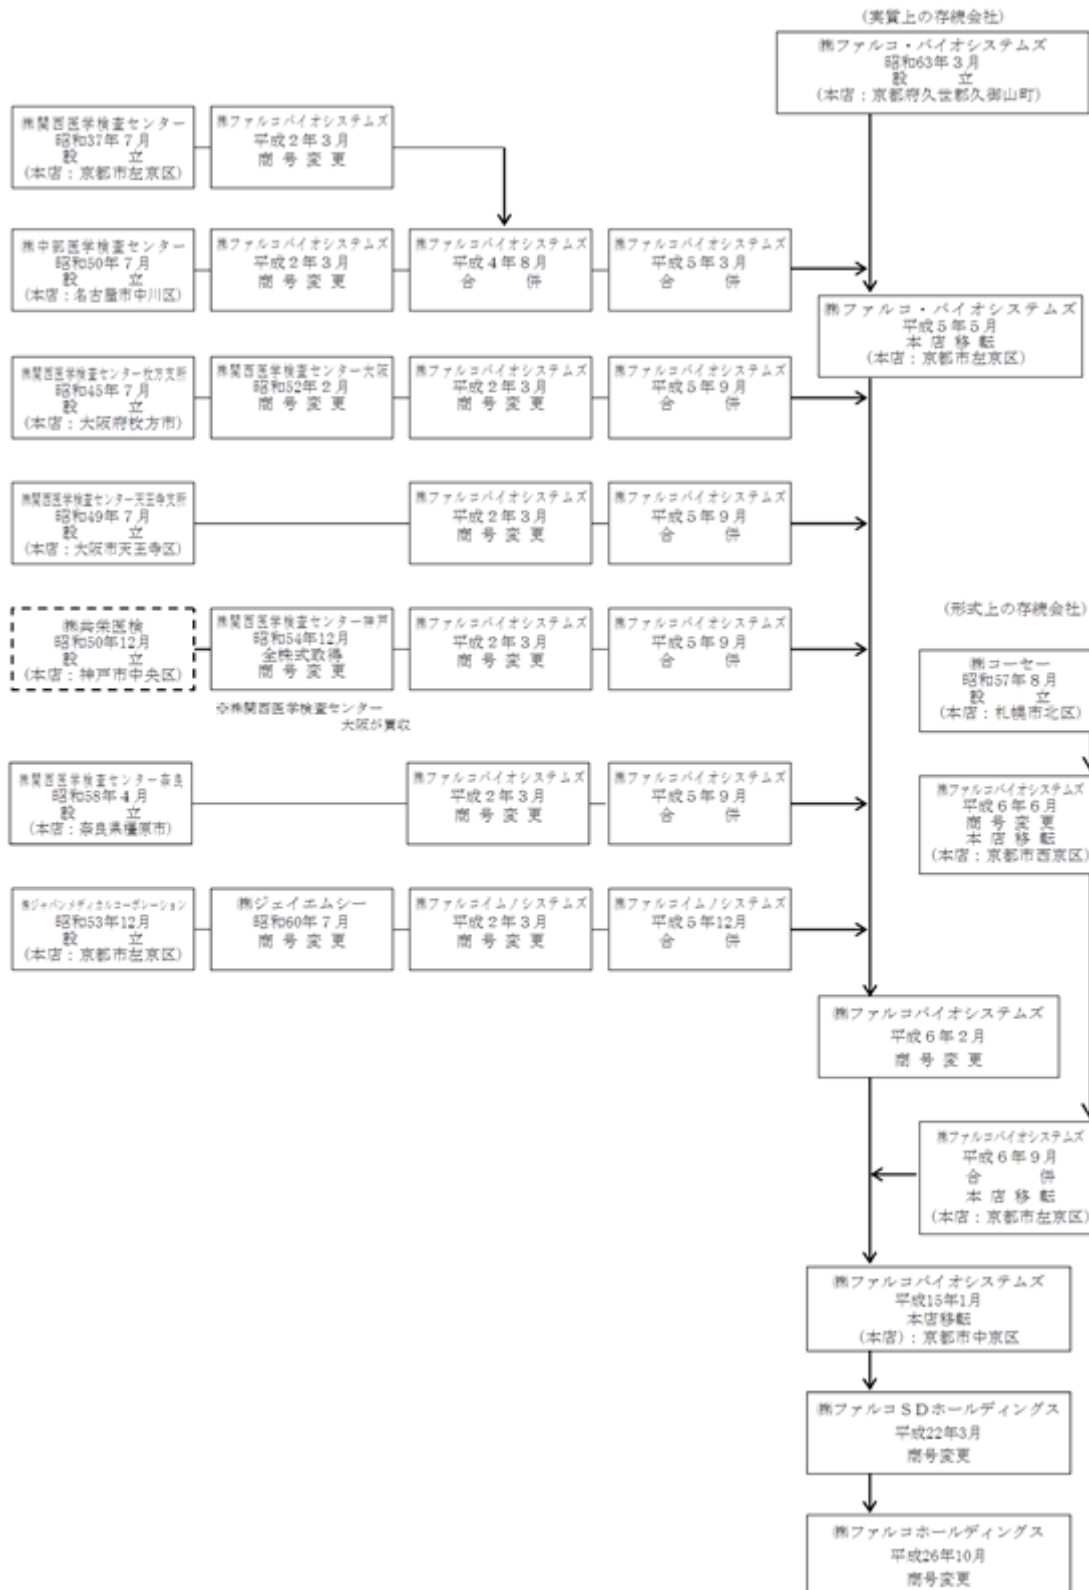 (実質上の存続会社)
㈱ファルコ・バイオシステムズ
昭和63年３月
設　　立
(本店：京都府久世郡久御山町)
㈱関西医学検査センター
昭和37年７月
設　　立
(本店：京都市左京区)
㈱ファルコバイオシステムズ
平成２年３月
商 号 変 更
㈱中部医学検査センター
昭和50年７月
設　　立
(本店：名古屋市中川区)
㈱ファルコバイオシステムズ
平成２年３月
商 号 変 更
㈱ファルコバイオシステムズ
平成４年８月
合　　併
㈱ファルコバイオシステムズ
平成５年３月
合　　併
㈱ファルコ・バイオシステムズ
平成５年５月
本 店 移 転
(本店：京都市左京区)
㈱関西医学検査センター枚方支所
昭和45年７月
設　　立
(本店：大阪府枚方市)
㈱関西医学検査センター大阪
昭和52年２月
商 号 変 更
㈱ファルコバイオシステムズ
平成２年３月
商 号 変 更
㈱ファルコバイオシステムズ
平成５年９月
合　　併
㈱関西医学検査センター天王寺支所
昭和49年７月
設　　立
(本店：大阪市天王寺区)
㈱ファルコバイオシステムズ
平成２年３月
商 号 変 更
㈱ファルコバイオシステムズ
平成５年９月
合　　併
㈱共栄医検
昭和50年12月
設　　立
(本店：神戸市中央区)
㈱関西医学検査センター神戸
昭和54年12月
全株式取得
商 号 変 更
※㈱関西医学検査センター
大阪が買収
㈱ファルコバイオシステムズ
平成２年３月
商 号 変 更
㈱ファルコバイオシステムズ
平成５年９月
合　　併
(形式上の存続会社)
㈱コーセー
昭和57年８月
設　　立
(本店：札幌市北区)
㈱関西医学検査センター奈良
昭和58年４月
設　　立
(本店：奈良県橿原市)
㈱ファルコバイオシステムズ
平成２年３月
商 号 変 更
㈱ファルコバイオシステムズ
平成５年９月
合　　併
㈱ファルコバイオシステムズ
平成６年６月
商 号 変 更
本 店 移 転
(本店：京都市西京区)
㈱ジャパンメディカルコーポレーション
昭和53年12月
設　　立
(本店：京都市左京区)
㈱ジェイエムシー
昭和60年７月
商 号 変 更
㈱ファルコイムノシステムズ
平成２年３月
商 号 変 更
㈱ファルコイムノシステムズ
平成５年12月
合　　併
㈱ファルコバイオシステムズ
平成６年２月
商 号 変 更
㈱ファルコバイオシステムズ
平成６年９月
合　　併
本 店 移 転
(本店：京都市左京区)
㈱ファルコバイオシステムズ
平成15年1月
本店移転
(本店)：京都市中京区
㈱ファルコＳＤホールディングス
平成22年3月
商号変更
㈱ファルコホールディングス
平成26年10月
商号変更